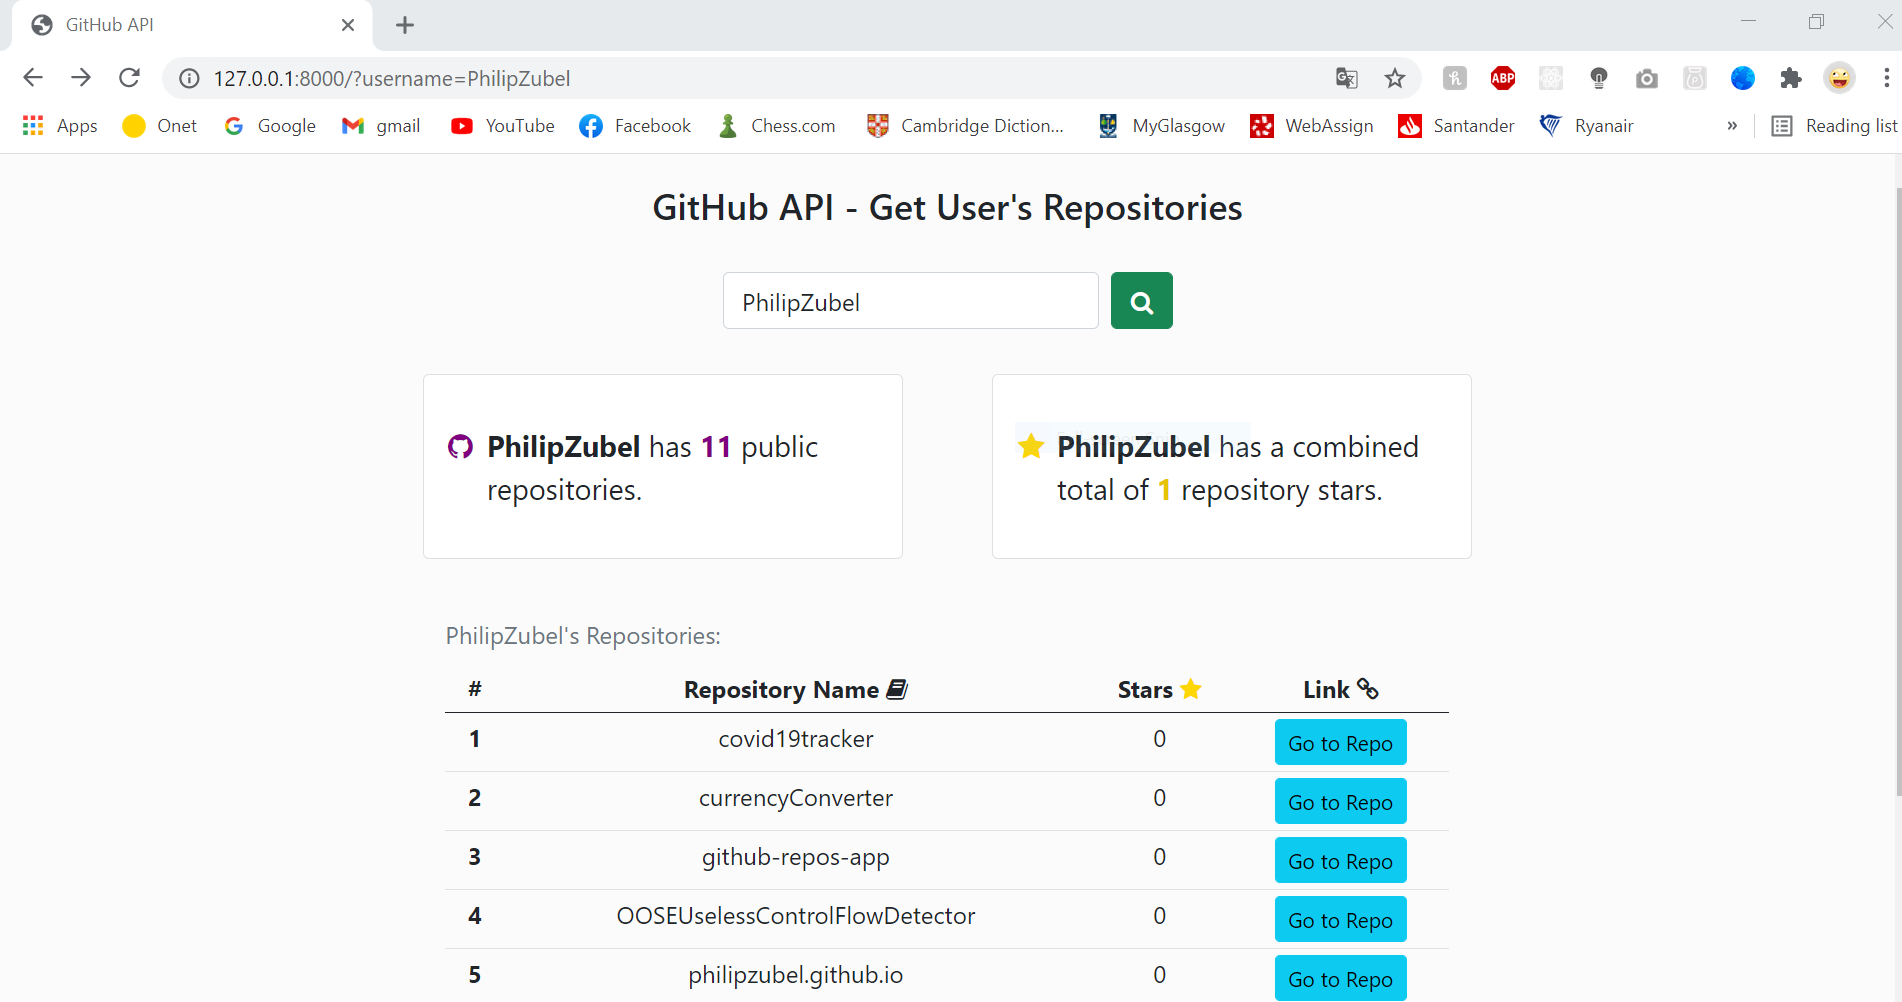 GitHub API
127.0.0.1:8000/?username=PhilipZubel
ABP
Apps Onet Google gmail YouTube Facebook Chess.com Cambridge Diction... MyGlasgow WebAssign Santander Ryanair » Reading list
GitHub API - Get User's Repositories
PhilipZubel
PhilipZubel has 11 public
repositories.
PhilipZubel has a combined
total of 1 repository stars.
PhilipZubel's Repositories:
# Repository Name Stars Link
1 covid19tracker 0 Go to Repo
2 currencyConverter 0 Go to Repo
3 github-repos-app 0 Go to Repo
4 OOSEUselessControlFlowDetector 0 Go to Repo
5 philipzubel.github.io 0 Go to Repo